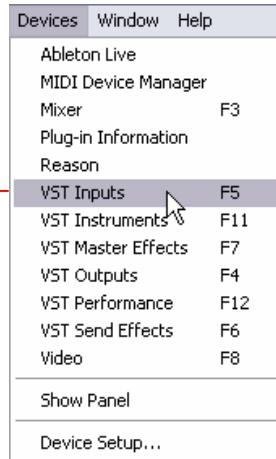 Devices Window Help
Ableton Live
MIDI Device Manager
Mixer F3
Plug-in Information
Reason
VST Inputs F5
VST Instruments F11
VST Master Effects F7
VST Outputs F4
VST Performance F12
VST Send Effects F6
Video F8
Show Panel
Device Setup...